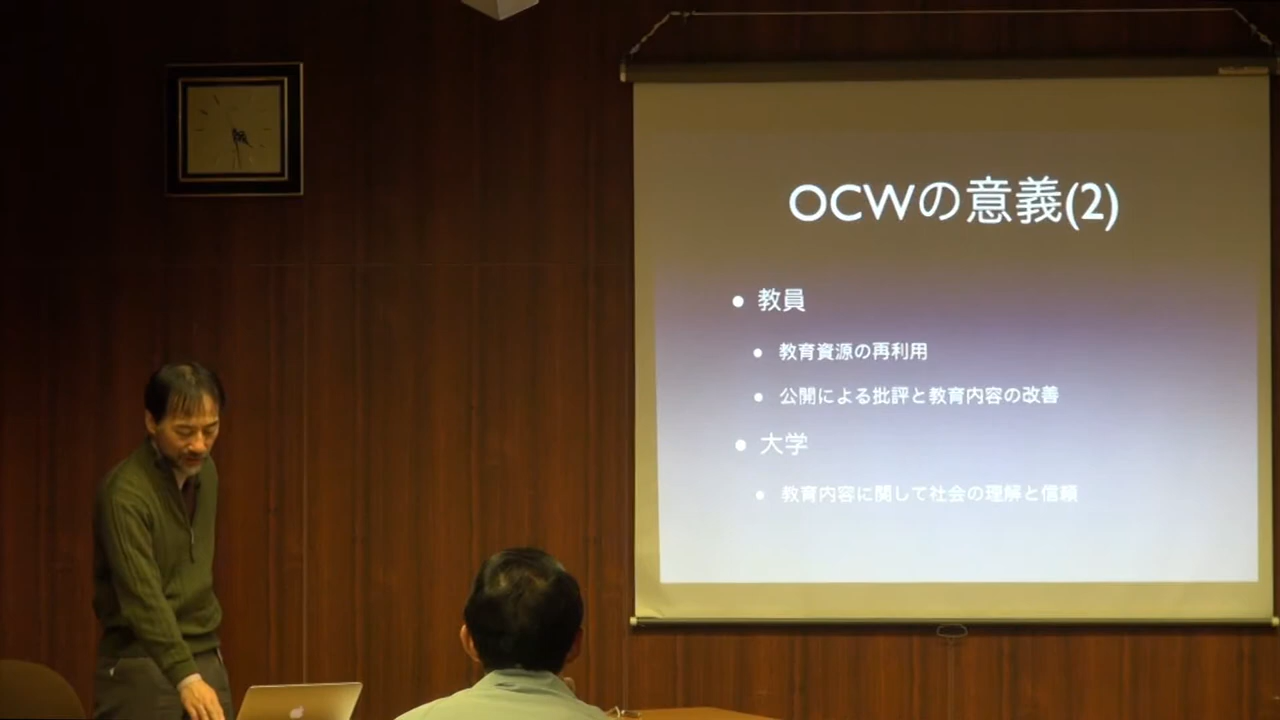 OCWの意義(2)
教員
教育資源の再利用
公開による批評と教育内容の改善
大学
教育内容に関して社会の理解と信頼